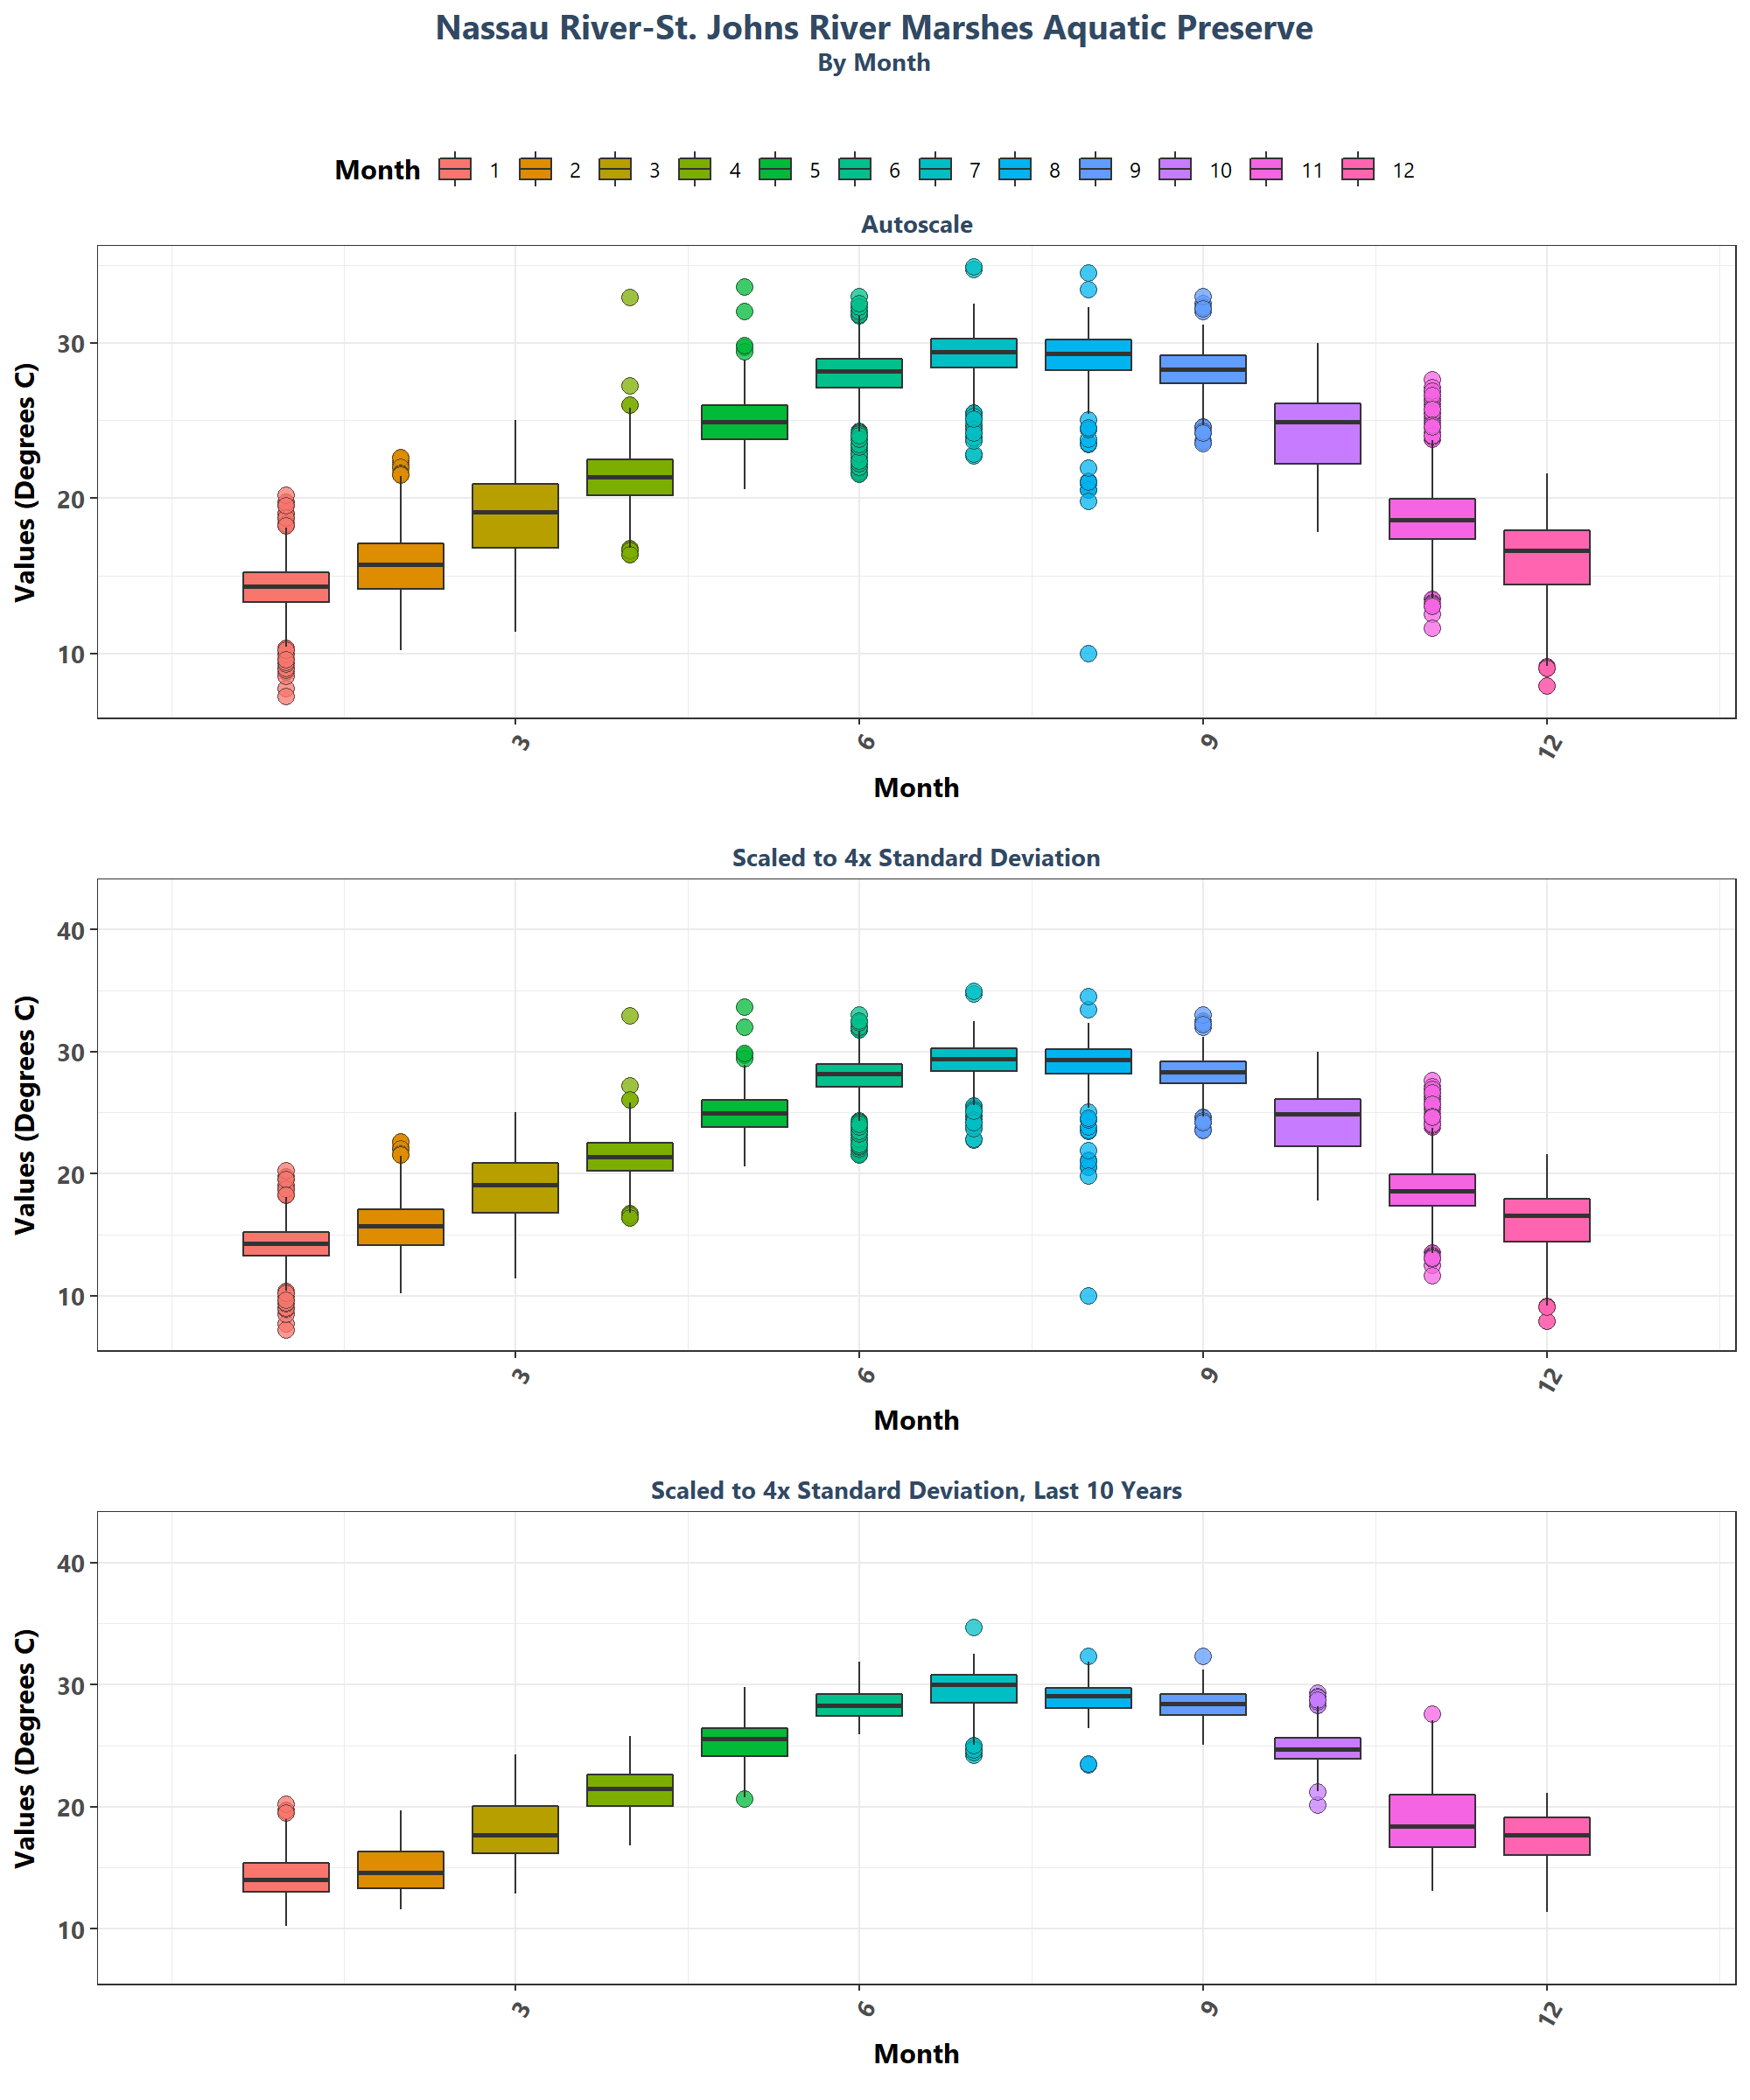 Nassau River-St. Johns River Marshes Aquatic Preserve
By Month
Month 1 2 3 4 5 6 7 8 9 10 11 12
Autoscale
Values (Degrees C)
30
20
10
3 6 9 12
Month
Scaled to 4x Standard Deviation
Values (Degrees C)
40
30
20
10
3 6 9 12
Month
Scaled to 4x Standard Deviation, Last 10 Years
Values (Degrees C)
40
30
20
10
3 6 9 12
Month